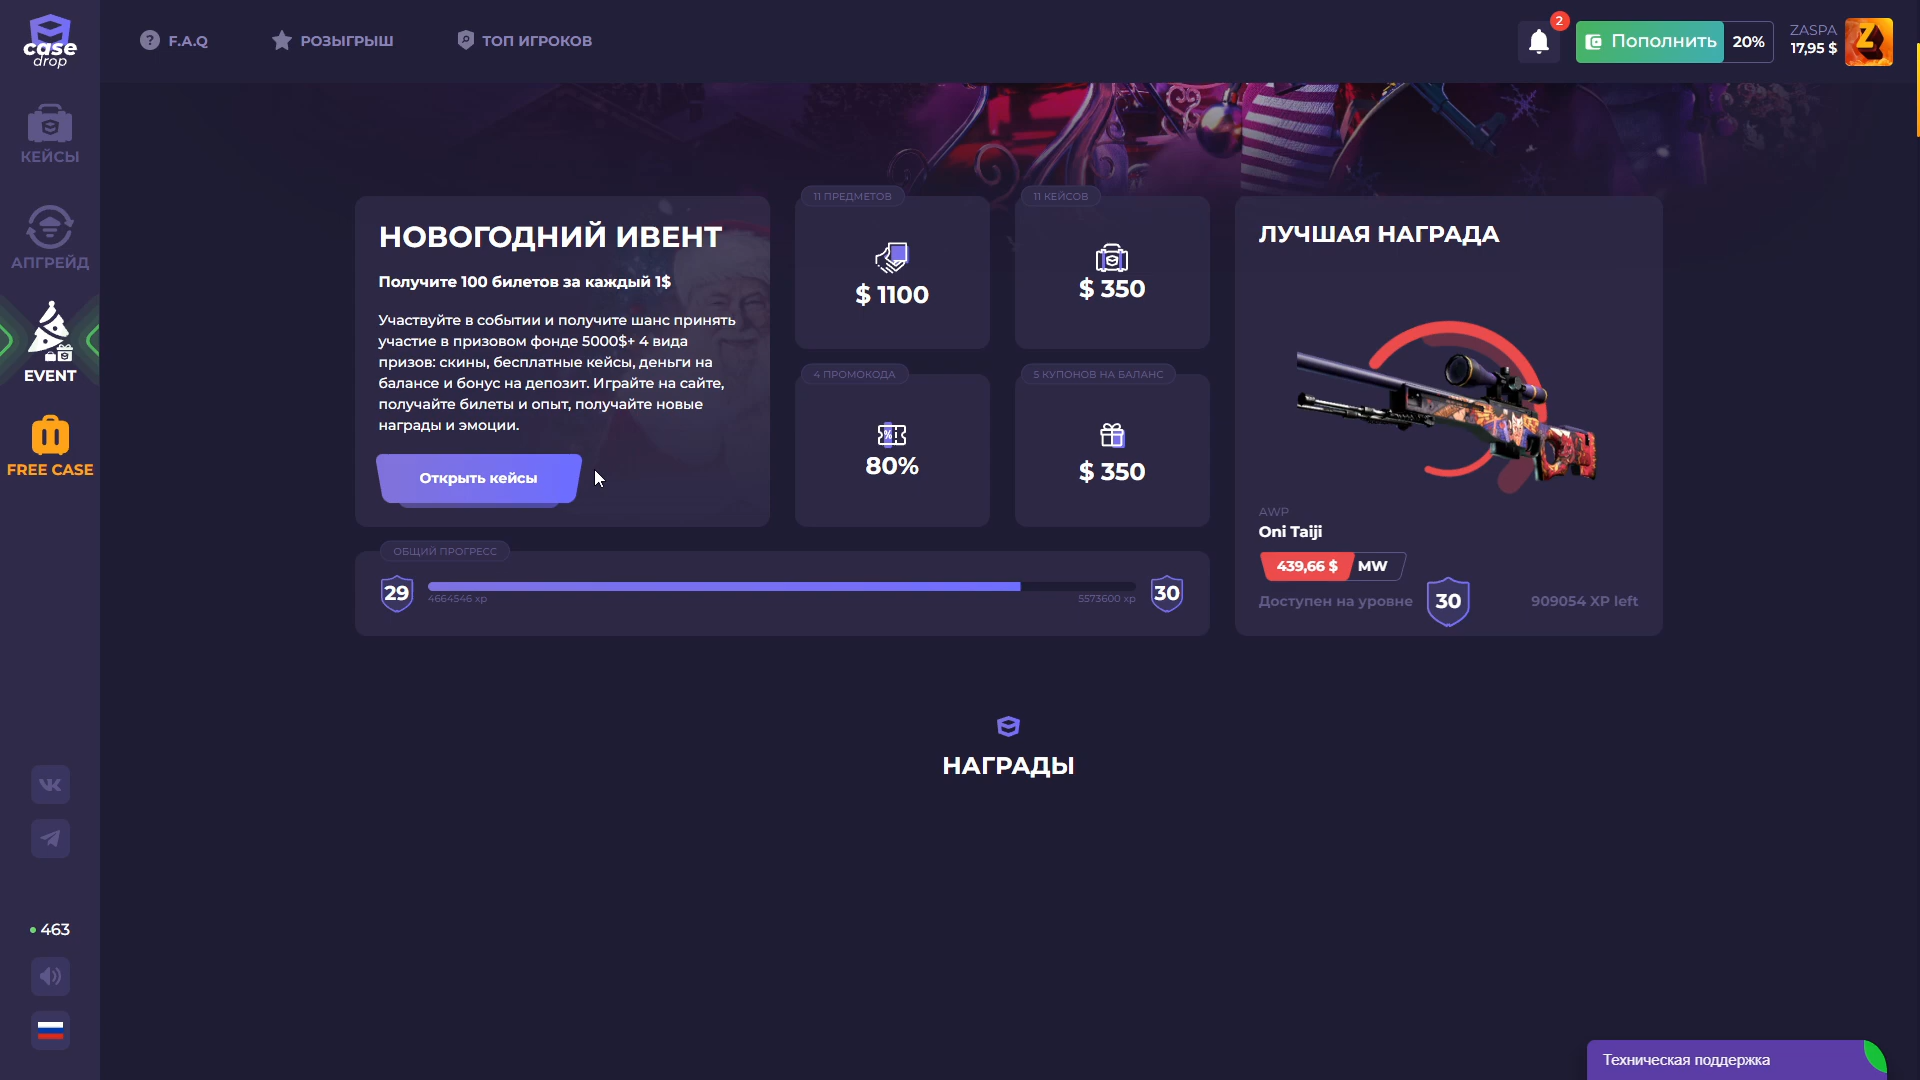 case
drop
F.A.Q
РОЗЫГРЫШ
ТОП ИГРОКОВ
2
Пополнить
20%
ZASPA
17,95 $
КЕЙСЫ
АПГРЕЙД
EVENT
FREE CASE
463
НОВОГОДНИЙ ИВЕНТ
Получите 100 билетов за каждый 1$
Участвуйте в событии и получите шанс принять
участие в призовом фонде 5000$+ 4 вида
призов: скины, бесплатные кейсы, деньги на
балансе и бонус на депозит. Играйте на сайте,
получайте билеты и опыт, получайте новые
награды и эмоции.
Открыть кейсы
11 ПРЕДМЕТОВ
$ 1100
11 КЕЙСОВ
$ 350
4 ПРОМОКОДА
80%
5 КУПОНОВ НА БАЛАНС
$ 350
ОБЩИЙ ПРОГРЕСС
29
4664546 xp
5573600 xp
30
ЛУЧШАЯ НАГРАДА
AWP
Oni Taiji
439,66 $
MW
Доступен на уровне
30
909054 XP left
НАГРАДЫ
Техническая поддержка